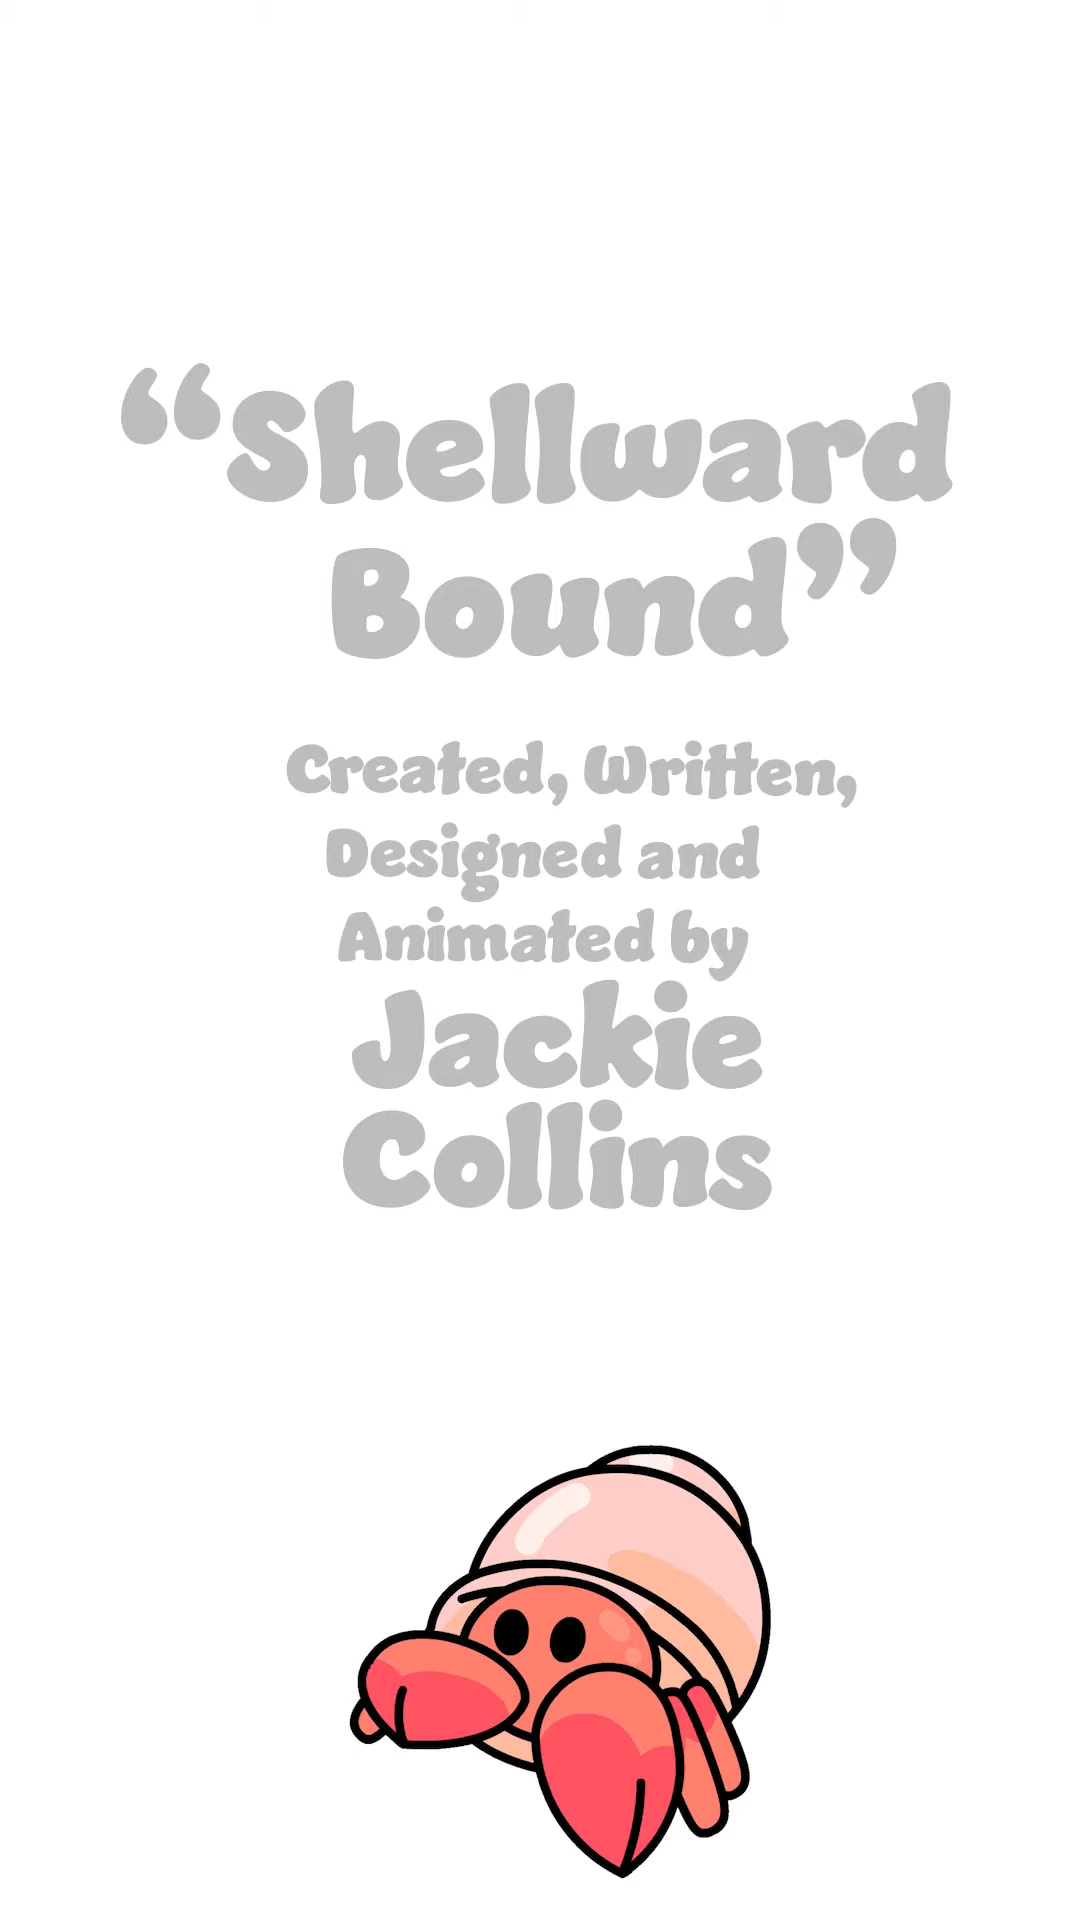 “Shellward
Bound”
Created, Written,
Designed and
Animated by
Jackie
Collins